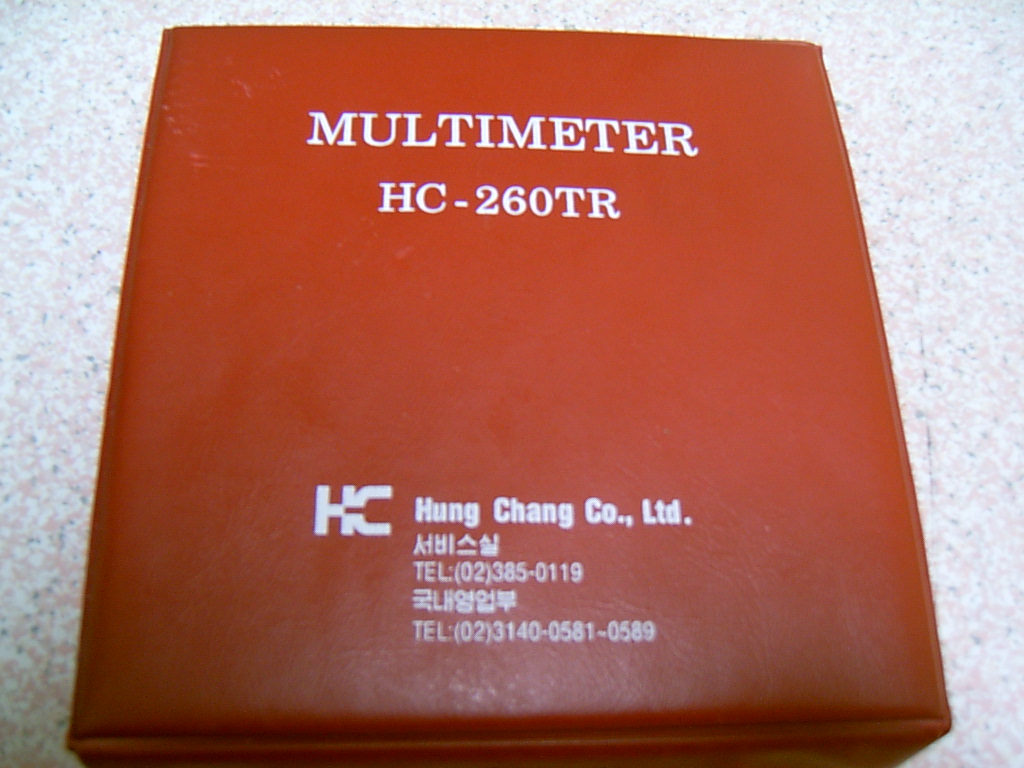 MULTIMETER
HC-260TR
HC Hung Chang Co., Ltd.
서비스실
TEL:(02)385-0119
국내영업부
TEL:(02)3140-0581~0589